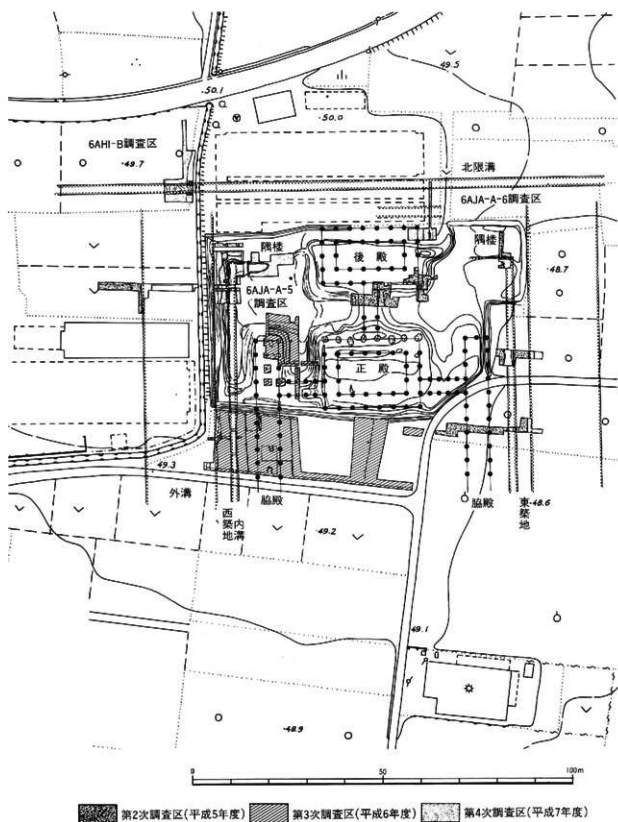 49.5
-50.1
-50.0
6AHI-B調査区
-49.7
北限溝
6AJA-A-6調査区
隅楼
後殿
隅楼
-48.7
6AJA-A-5
調査区
正殿
49.3
外溝
西築地
内溝
脇殿
脇殿
東築地
-48.6
-49.2
49.1
-48.9
0 50 100m
第2次調査区(平成5年度) 第3次調査区(平成6年度) 第4次調査区(平成7年度)